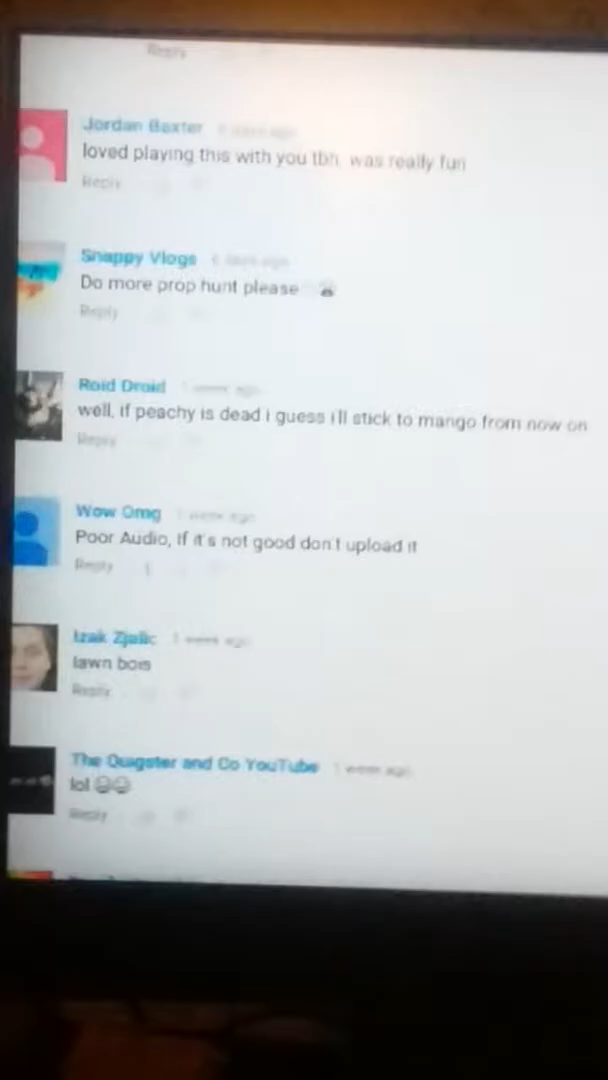 Reply
Jordan Baxter
loved playing this with you tbh, was really fun
Reply
Snappy Vlogs 6 days ago
Do more prop hunt please
Reply
Roid Droid 1 week ago
well, if peachy is dead i guess i'll stick to mango from now on
Reply
Wow Omg 1 week ago
Poor Audio, If it's not good don't upload it
Reply 1
Izak Zjalic 1 week ago
lawn bois
Reply
The Quagster and Co YouTube 1 week ago
lol 😂😂
Reply